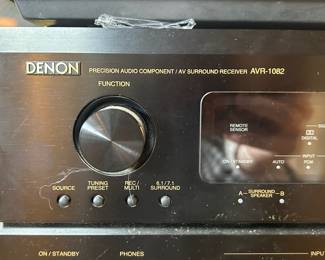 DENON PRECISION AUDIO COMPONENT / AV SURROUND RECEIVER AVR-1082
FUNCTION
REMOTE SENSOR
DIGITAL
INPUT
ON / STANDBY AUTO PCM
SOURCE TUNING PRESET REC/ MULTI 6.1/7.1 SURROUND
A SURROUND SPEAKER B
ON / STANDBY PHONES INPU